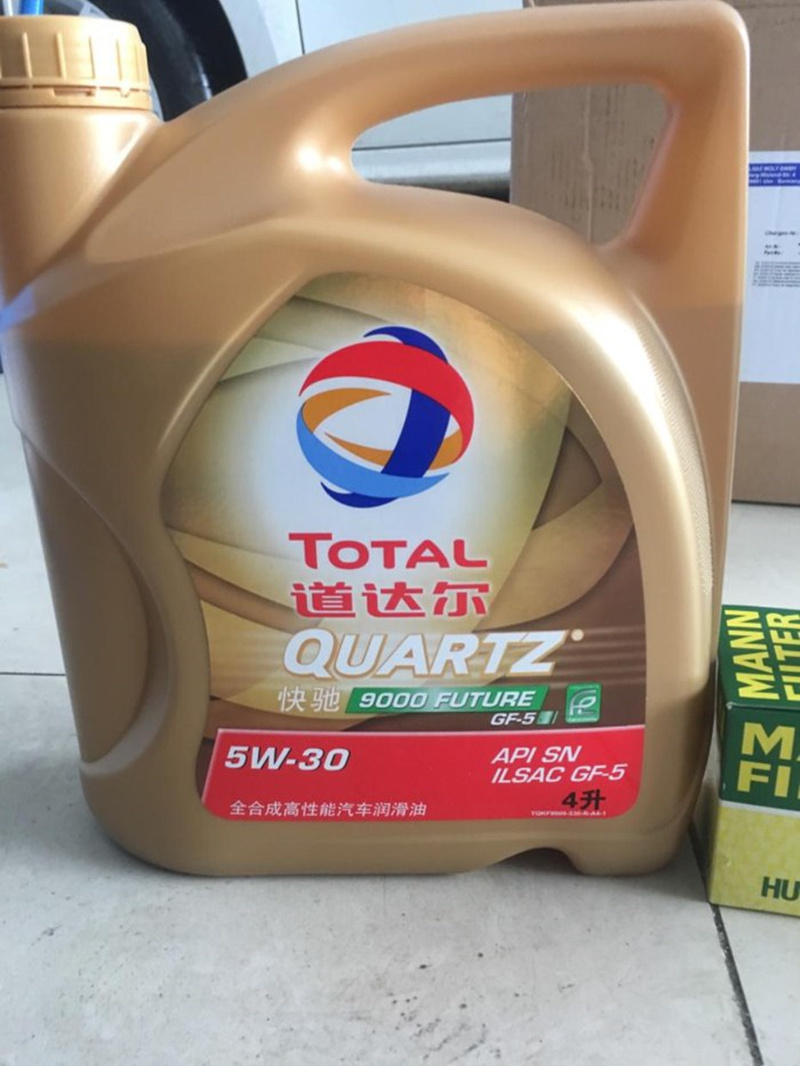 TOTAL
道达尔
QUARTZ
快驰 9000 FUTURE
GF-5
5W-30
API SN
ILSAC GF-5
4升
全合成高性能汽车润滑油
MANN
FILTER
FI
HU